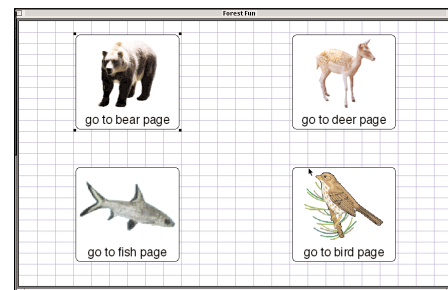 Forest Fun
go to bear page
go to deer page
go to fish page
go to bird page